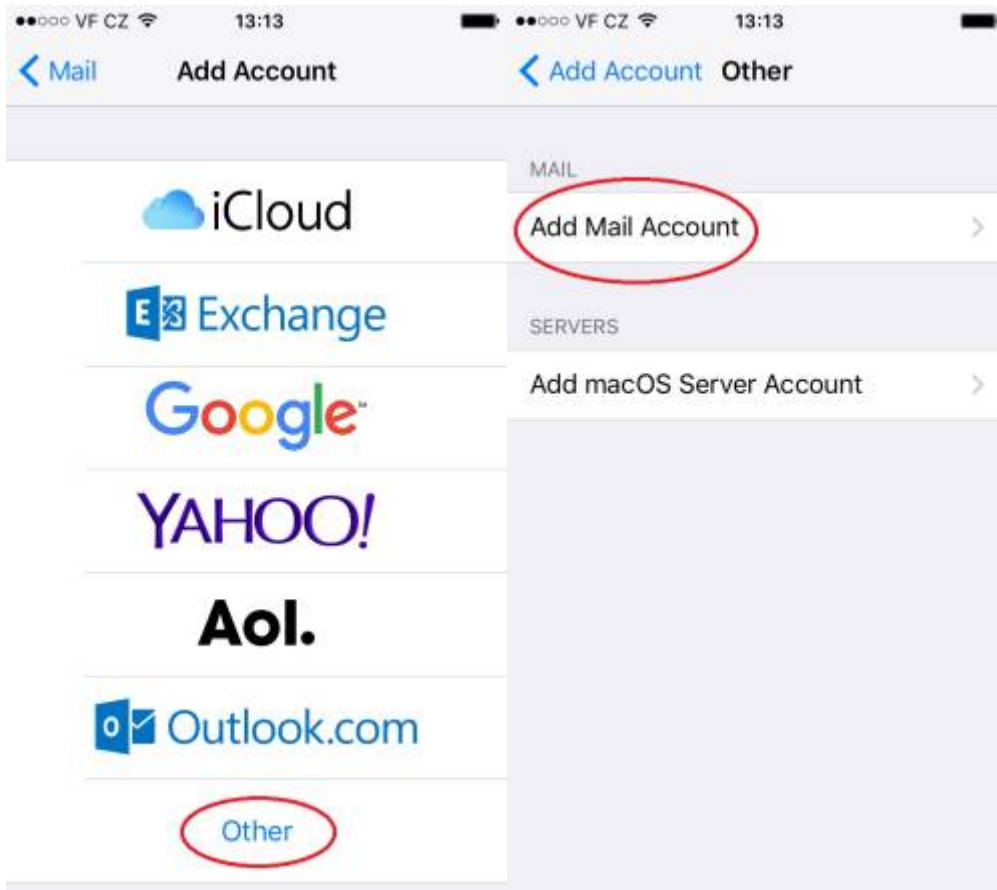 VF CZ 13:13
Mail Add Account
iCloud
Exchange
Google
YAHOO!
Aol.
Outlook.com
Other
VF CZ 13:13
Add Account Other
MAIL
Add Mail Account
SERVERS
Add macOS Server Account